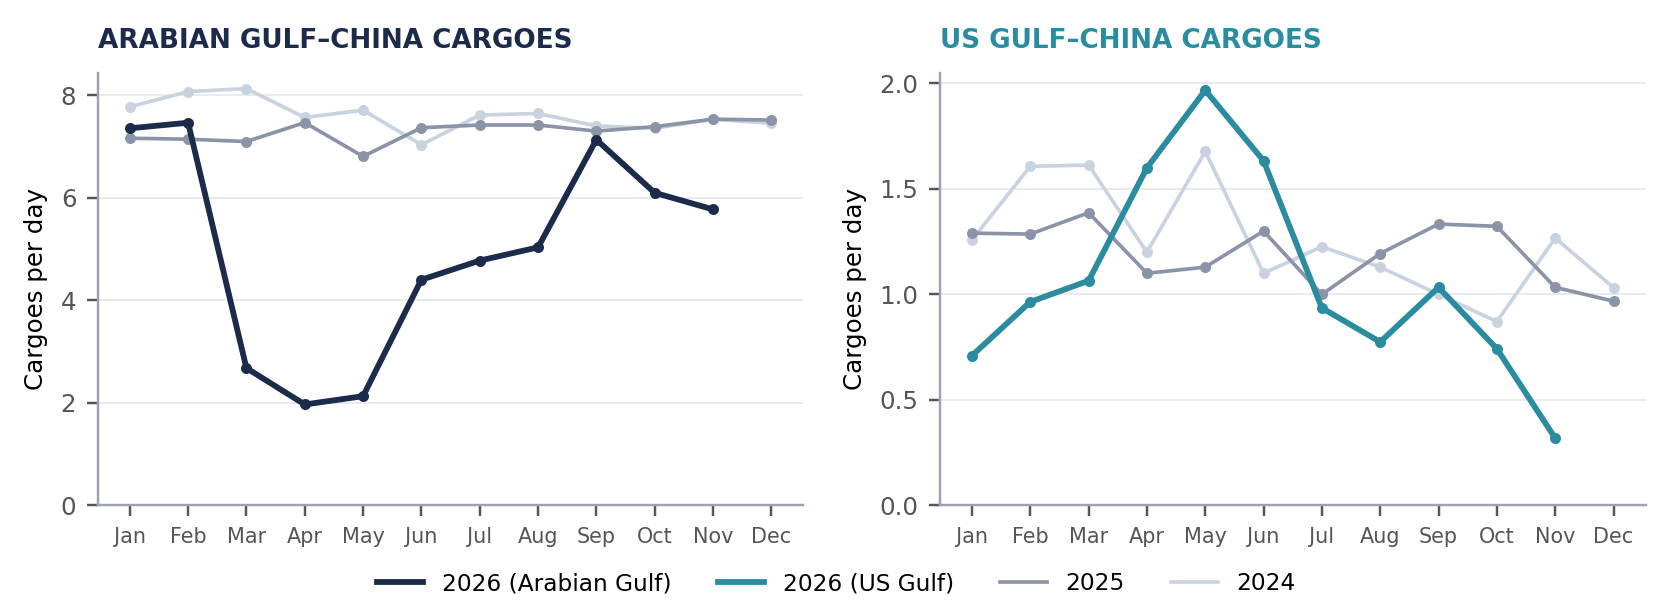 ARABIAN GULF–CHINA CARGOES
Cargoes per day
8
6
4
2
0
Jan Feb Mar Apr May Jun Jul Aug Sep Oct Nov Dec
US GULF–CHINA CARGOES
Cargoes per day
2.0
1.5
1.0
0.5
0.0
Jan Feb Mar Apr May Jun Jul Aug Sep Oct Nov Dec
2026 (Arabian Gulf) 2026 (US Gulf) 2025 2024